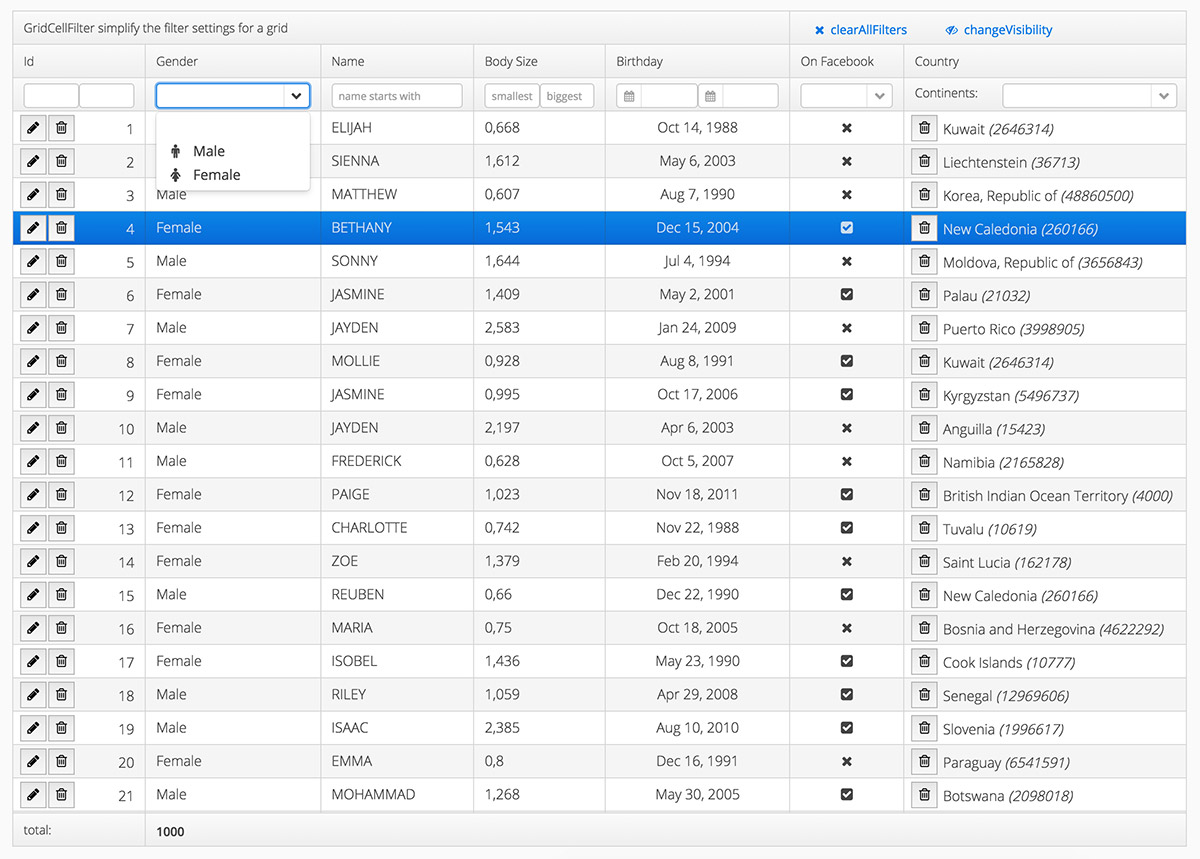 GridCellFilter simplify the filter settings for a grid clearAllFilters changeVisibility
Id Gender Name Body Size Birthday On Facebook Country
name starts with smallest biggest Continents:
1 ELIJAH 0,668 Oct 14, 1988 Kuwait (2646314)
Male
2 SIENNA 1,612 May 6, 2003 Liechtenstein (36713)
Female
3 Male MATTHEW 0,607 Aug 7, 1990 Korea, Republic of (48860500)
4 Female BETHANY 1,543 Dec 15, 2004 New Caledonia (260166)
5 Male SONNY 1,644 Jul 4, 1994 Moldova, Republic of (3656843)
6 Female JASMINE 1,409 May 2, 2001 Palau (21032)
7 Male JAYDEN 2,583 Jan 24, 2009 Puerto Rico (3998905)
8 Female MOLLIE 0,928 Aug 8, 1991 Kuwait (2646314)
9 Female JASMINE 0,995 Oct 17, 2006 Kyrgyzstan (5496737)
10 Male JAYDEN 2,197 Apr 6, 2003 Anguilla (15423)
11 Male FREDERICK 0,628 Oct 5, 2007 Namibia (2165828)
12 Female PAIGE 1,023 Nov 18, 2011 British Indian Ocean Territory (4000)
13 Female CHARLOTTE 0,742 Nov 22, 1988 Tuvalu (10619)
14 Female ZOE 1,379 Feb 20, 1994 Saint Lucia (162178)
15 Male REUBEN 0,66 Dec 22, 1990 New Caledonia (260166)
16 Female MARIA 0,75 Oct 18, 2005 Bosnia and Herzegovina (4622292)
17 Female ISOBEL 1,436 May 23, 1990 Cook Islands (10777)
18 Male RILEY 1,059 Apr 29, 2008 Senegal (12969606)
19 Male ISAAC 2,385 Aug 10, 2010 Slovenia (1996617)
20 Female EMMA 0,8 Dec 16, 1991 Paraguay (6541591)
21 Male MOHAMMAD 1,268 May 30, 2005 Botswana (2098018)
total: 1000